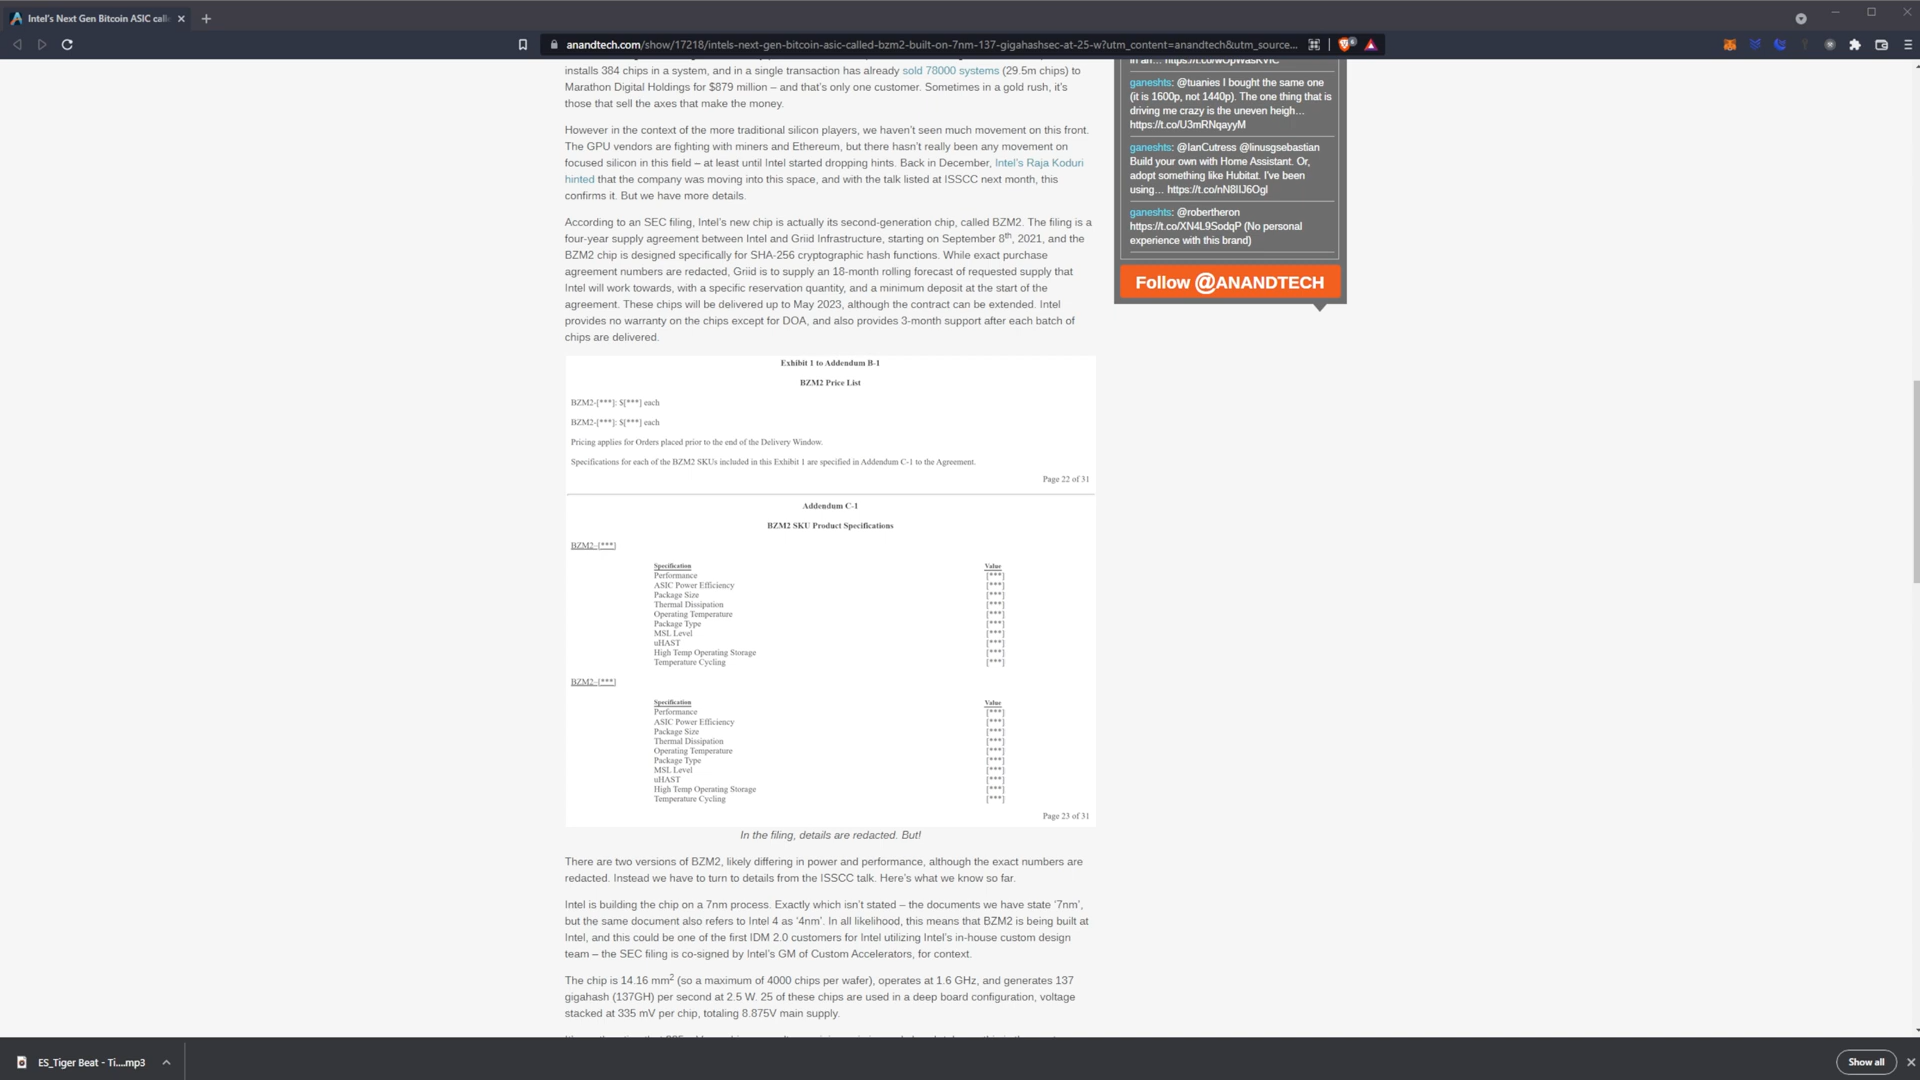 Intel's Next Gen Bitcoin ASIC call
anandtech.com/show/17218/intels-next-gen-bitcoin-asic-called-bzm2-built-on-7nm-137-gigahashsec-at-25-w?utm_content=anandtech&utm_source...
installs 384 chips in a system, and in a single transaction has already sold 78000 systems (29.5m chips) to
Marathon Digital Holdings for $879 million – and that's only one customer. Sometimes in a gold rush, it's
those that sell the axes that make the money.
However in the context of the more traditional silicon players, we haven't seen much movement on this front.
The GPU vendors are fighting with miners and Ethereum, but there hasn't really been any movement on
focused silicon in this field – at least until Intel started dropping hints. Back in December, Intel's Raja Koduri
hinted that the company was moving into this space, and with the talk listed at ISSCC next month, this
confirms it. But we have more details.
According to an SEC filing, Intel's new chip is actually its second-generation chip, called BZM2. The filing is a
four-year supply agreement between Intel and Griid Infrastructure, starting on September 8th, 2021, and the
BZM2 chip is designed specifically for SHA-256 cryptographic hash functions. While exact purchase
agreement numbers are redacted, Griid is to supply an 18-month rolling forecast of requested supply that
Intel will work towards, with a specific reservation quantity, and a minimum deposit at the start of the
agreement. These chips will be delivered up to May 2023, although the contract can be extended. Intel
provides no warranty on the chips except for DOA, and also provides 3-month support after each batch of
chips are delivered.
Exhibit 1 to Addendum B-1
BZM2 Price List
BZM2-[***]: $[***] each
BZM2-[***]: $[***] each
Pricing applies for Orders placed prior to the end of the Delivery Window.
Specifications for each of the BZM2 SKUs included in this Exhibit 1 are specified in Addendum C-1 to the Agreement.
Page 22 of 31
Addendum C-1
BZM2 SKU Product Specifications
BZM2-[***]
Specification Value
Performance [***]
ASIC Power Efficiency [***]
Package Size [***]
Thermal Dissipation [***]
Operating Temperature [***]
Package Type [***]
MSL Level [***]
uHAST [***]
High Temp Operating Storage [***]
Temperature Cycling [***]
BZM2-[***]
Specification Value
Performance [***]
ASIC Power Efficiency [***]
Package Size [***]
Thermal Dissipation [***]
Operating Temperature [***]
Package Type [***]
MSL Level [***]
uHAST [***]
High Temp Operating Storage [***]
Temperature Cycling [***]
Page 23 of 31
In the filing, details are redacted. But!
There are two versions of BZM2, likely differing in power and performance, although the exact numbers are
redacted. Instead we have to turn to details from the ISSCC talk. Here's what we know so far.
Intel is building the chip on a 7nm process. Exactly which isn't stated – the documents we have state '7nm',
but the same document also refers to Intel 4 as '4nm'. In all likelihood, this means that BZM2 is being built at
Intel, and this could be one of the first IDM 2.0 customers for Intel utilizing Intel's in-house custom design
team – the SEC filing is co-signed by Intel's GM of Custom Accelerators, for context.
The chip is 14.16 mm2 (so a maximum of 4000 chips per wafer), operates at 1.6 GHz, and generates 137
gigahash (137GH) per second at 2.5 W. 25 of these chips are used in a deep board configuration, voltage
stacked at 335 mV per chip, totaling 8.875V main supply.
ganeshts: @tuanies I bought the same one
(it is 1600p, not 1440p). The one thing that is
driving me crazy is the uneven heigh…
https://t.co/U3mRNqayyM
ganeshts: @IanCutress @linusgsebastian
Build your own with Home Assistant. Or,
adopt something like Hubitat. I've been
using… https://t.co/nN8IIJ6Ogl
ganeshts: @robertheron
https://t.co/XN4L9SodqP (No personal
experience with this brand)
Follow @ANANDTECH
ES_Tiger Beat - Ti....mp3
Show all